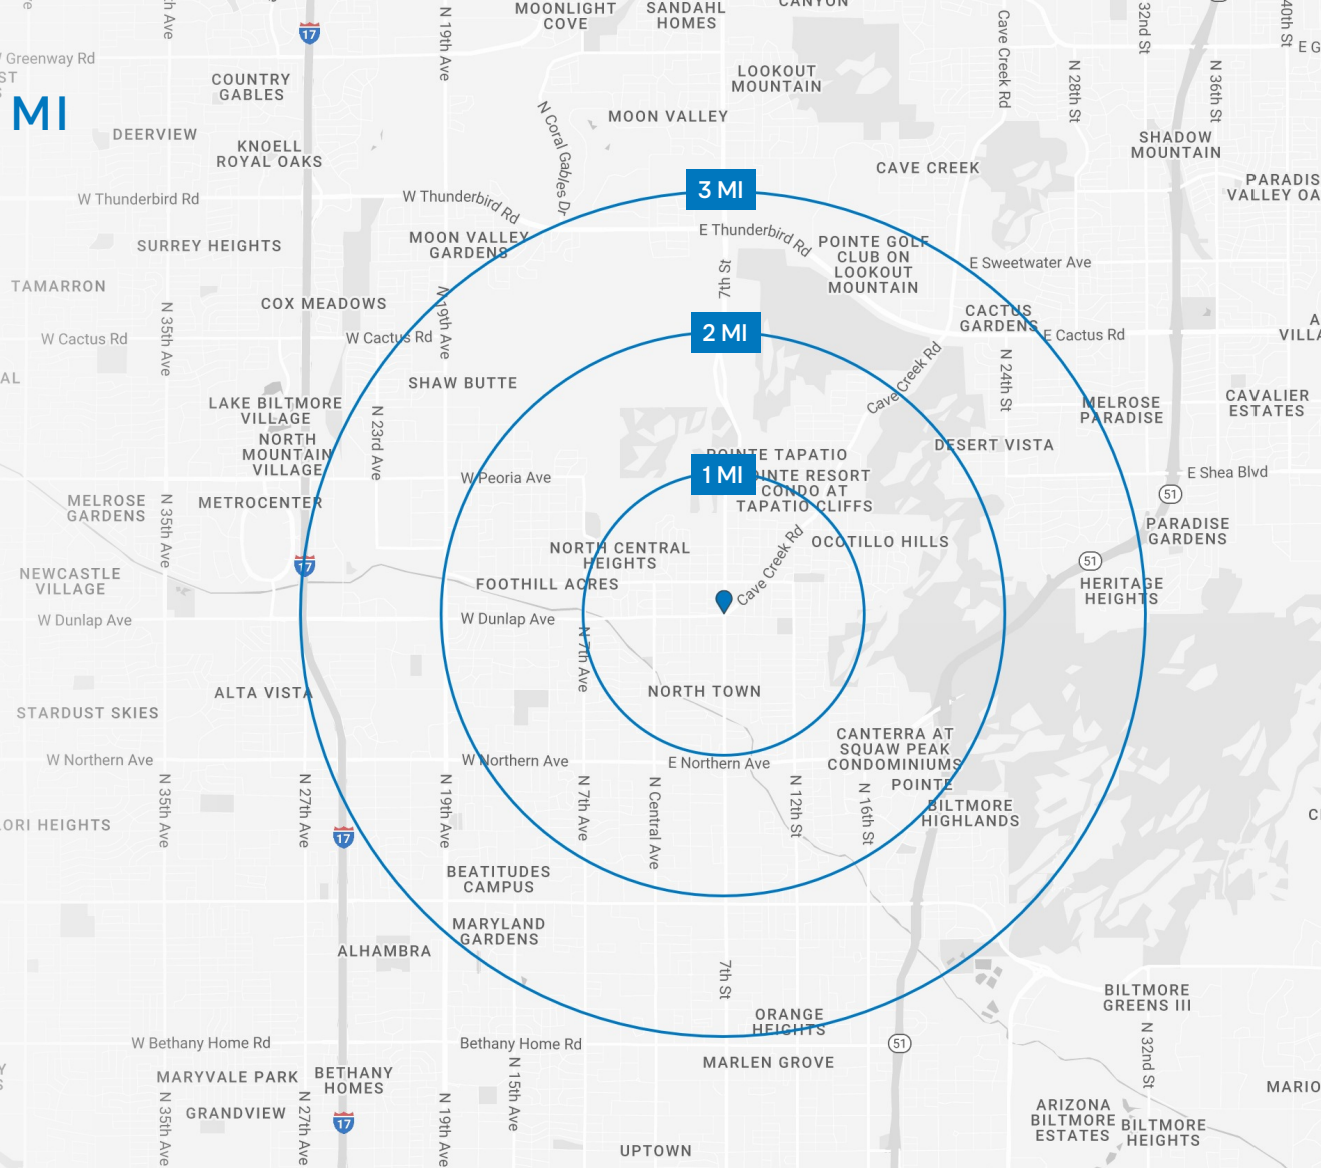 MOONLIGHT
COVE
SANDAHL
HOMES
CANYON
17
N 19th Ave
Cave Creek Rd
32nd St
40th St
Greenway Rd
COUNTRY
GABLES
LOOKOUT
MOUNTAIN
N 28th St
N 36th St
MI
DEERVIEW
KNOELL
ROYAL OAKS
N Coral Gables Dr
MOON VALLEY
CAVE CREEK
SHADOW
MOUNTAIN
PARADIS
VALLEY OA
3 MI
W Thunderbird Rd
W Thunderbird Rd
E Thunderbird Rd
SURREY HEIGHTS
MOON VALLEY
GARDENS
7th St
POINTE GOLF
CLUB ON
LOOKOUT
MOUNTAIN
E Sweetwater Ave
TAMARRON
COX MEADOWS
N 35th Ave
N 19th Ave
CACTUS
GARDENS
W Cactus Rd
W Cactus Rd
2 MI
E Cactus Rd
VILLA
AL
SHAW BUTTE
Cave Creek Rd
N 24th St
LAKE BILTMORE
VILLAGE
N 23rd Ave
MELROSE
PARADISE
CAVALIER
ESTATES
NORTH
MOUNTAIN
VILLAGE
POINTE TAPATIO
DESERT VISTA
1 MI
OINTE RESORT
CONDO AT
TAPATIO CLIFFS
W Peoria Ave
E Shea Blvd
51
MELROSE
GARDENS
N 35th Ave
METROCENTER
PARADISE
GARDENS
NORTH CENTRAL
HEIGHTS
Cave Creek Rd
OCOTILLO HILLS
51
17
NEWCASTLE
VILLAGE
FOOTHILL ACRES
HERITAGE
HEIGHTS
W Dunlap Ave
W Dunlap Ave
N 7th Ave
ALTA VISTA
NORTH TOWN
STARDUST SKIES
CANTERRA AT
SQUAW PEAK
CONDOMINIUMS
W Northern Ave
W Northern Ave
E Northern Ave
POINTE
BILTMORE
HIGHLANDS
N 35th Ave
N 27th Ave
N 19th Ave
N 7th Ave
N Central Ave
N 12th St
N 16th St
ORI HEIGHTS
17
BEATITUDES
CAMPUS
MARYLAND
GARDENS
ALHAMBRA
7th St
BILTMORE
GREENS III
ORANGE
HEIGHTS
W Bethany Home Rd
Bethany Home Rd
51
N 32nd St
MARLEN GROVE
MARYVALE PARK
BETHANY
HOMES
N 15th Ave
MARIO
GRANDVIEW
N 35th Ave
N 27th Ave
17
N 19th Ave
ARIZONA
BILTMORE
ESTATES
BILTMORE
HEIGHTS
UPTOWN